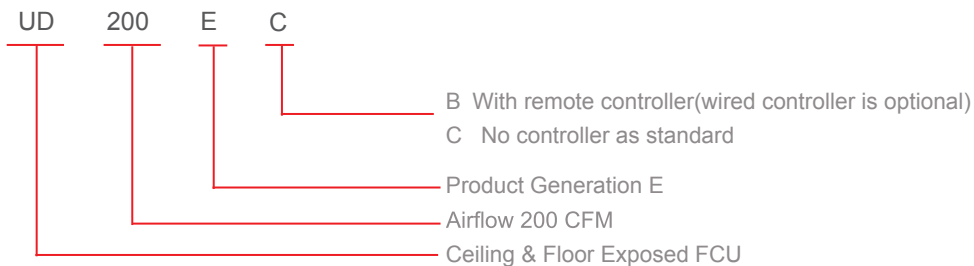 UD 200 E C
B With remote controller(wired controller is optional)
C No controller as standard
Product Generation E
Airflow 200 CFM
Ceiling & Floor Exposed FCU